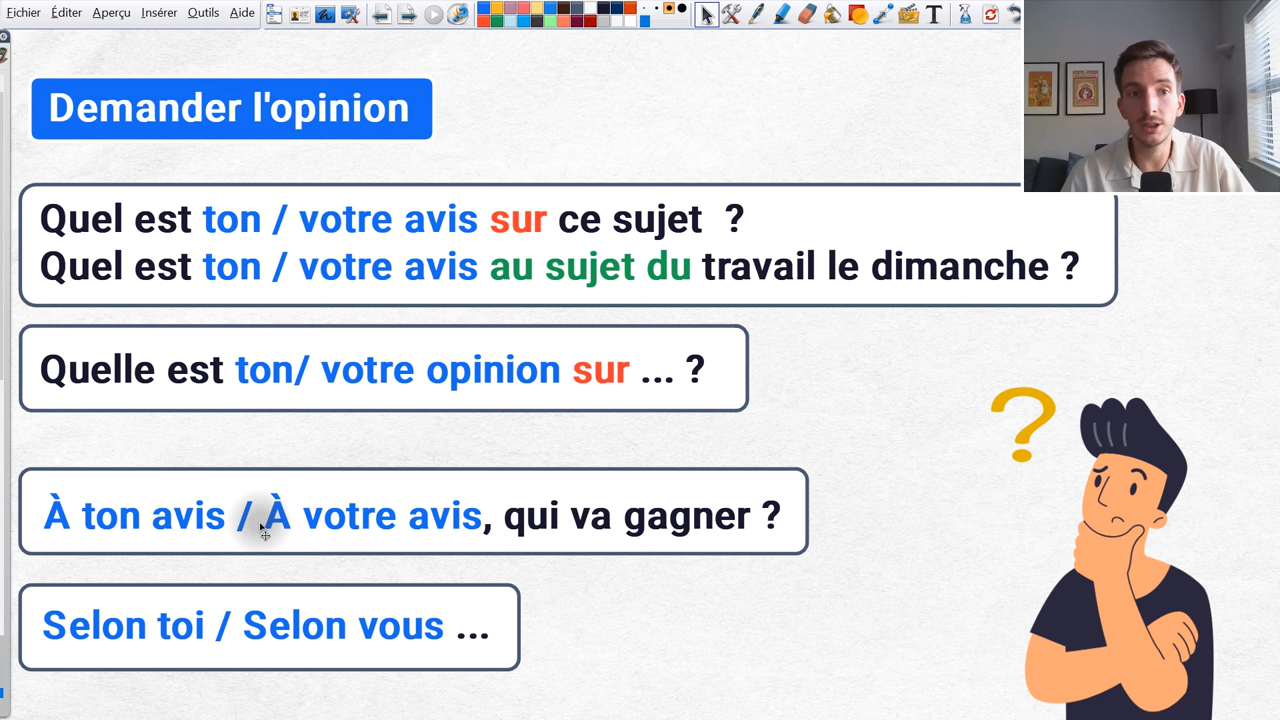 Fichier Éditer Aperçu Insérer Outils Aide
Demander l'opinion
Quel est ton / votre avis sur ce sujet ?
Quel est ton / votre avis au sujet du travail le dimanche ?
Quelle est ton/ votre opinion sur ... ?
À ton avis / À votre avis, qui va gagner ?
Selon toi / Selon vous ...